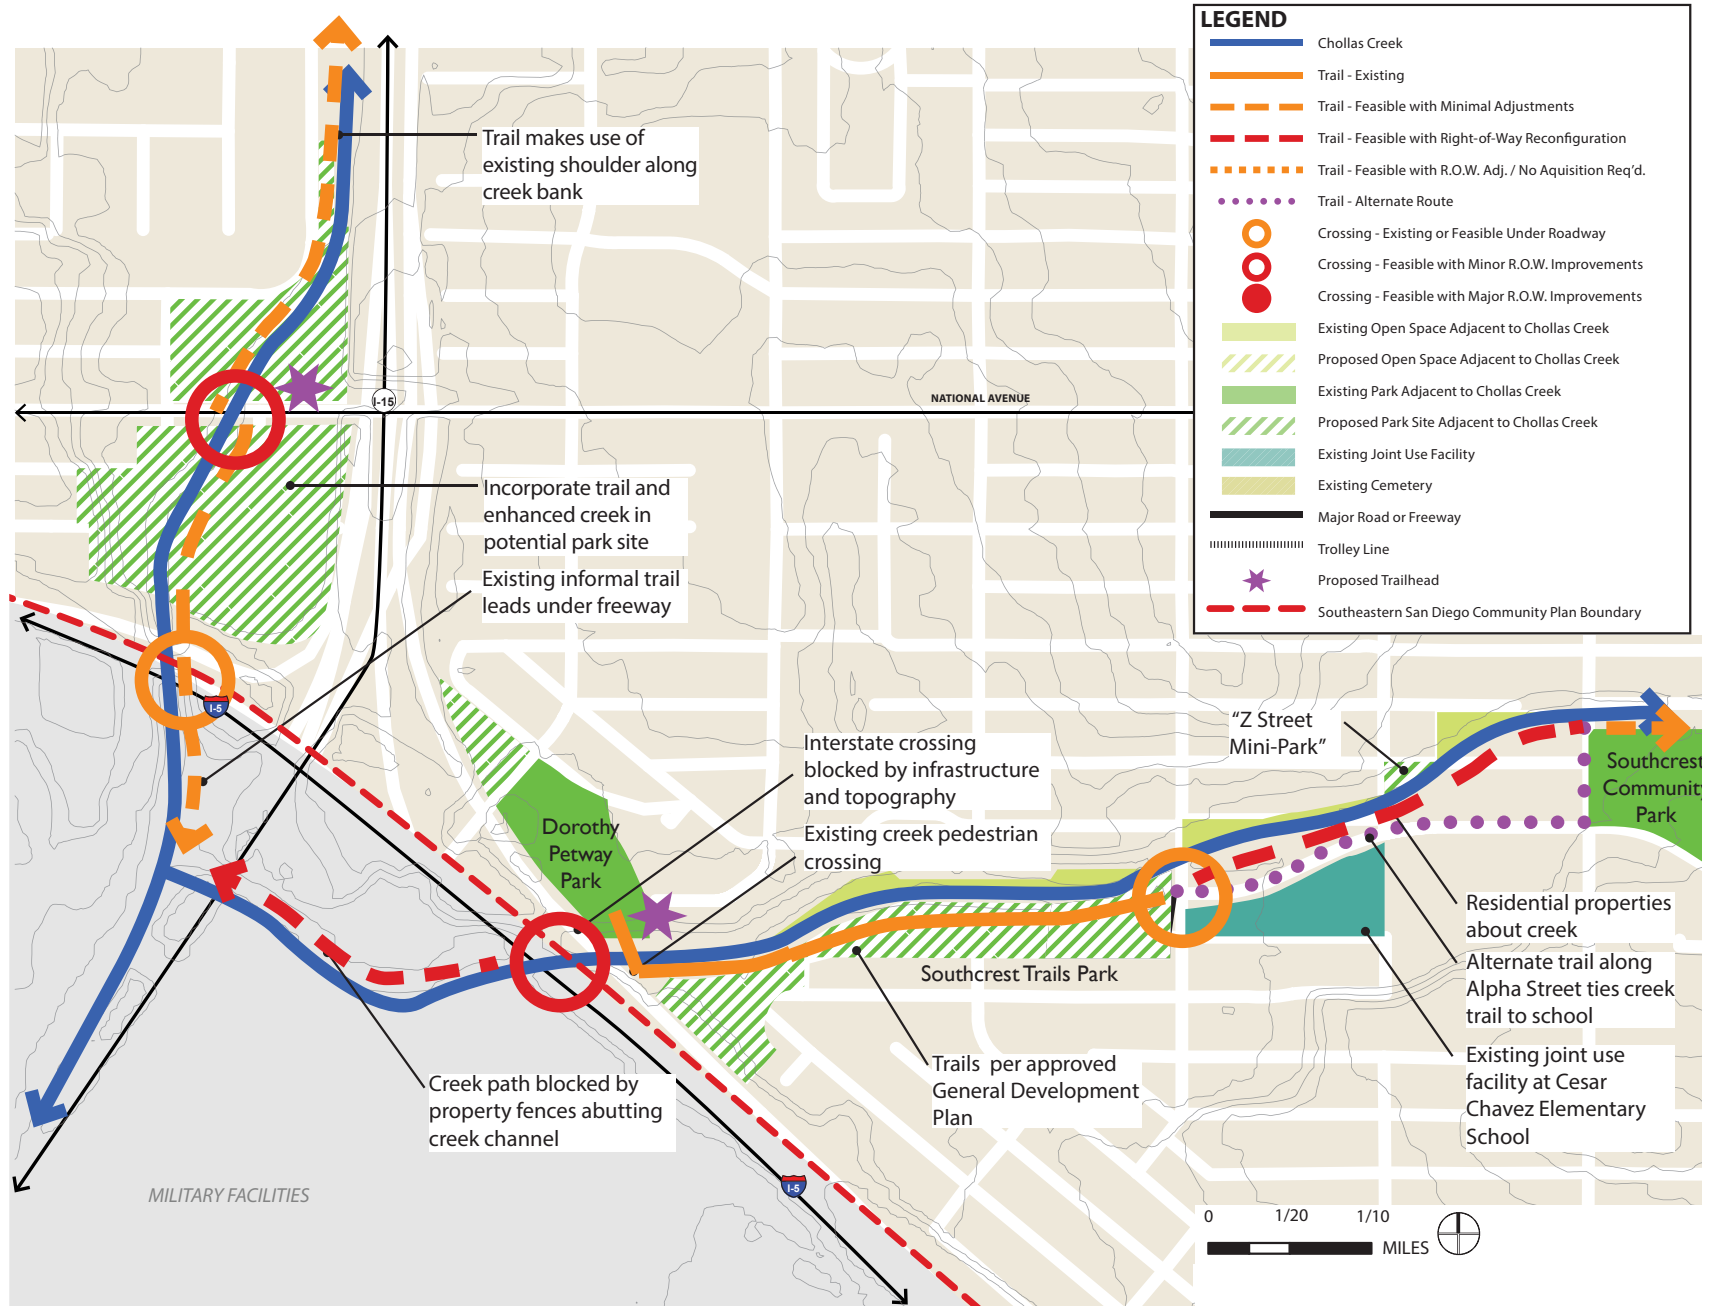 LEGEND
Chollas Creek
Trail - Existing
Trail - Feasible with Minimal Adjustments
Trail - Feasible with Right-of-Way Reconfiguration
Trail - Feasible with R.O.W. Adj. / No Aquisition Req'd.
Trail - Alternate Route
Crossing - Existing or Feasible Under Roadway
Crossing - Feasible with Minor R.O.W. Improvements
Crossing - Feasible with Major R.O.W. Improvements
Existing Open Space Adjacent to Chollas Creek
Proposed Open Space Adjacent to Chollas Creek
Existing Park Adjacent to Chollas Creek
Proposed Park Site Adjacent to Chollas Creek
Existing Joint Use Facility
Existing Cemetery
Major Road or Freeway
Trolley Line
Proposed Trailhead
Southeastern San Diego Community Plan Boundary
Trail makes use of
existing shoulder along
creek bank
I-15
NATIONAL AVENUE
Incorporate trail and
enhanced creek in
potential park site
Existing informal trail
leads under freeway
I-5
"Z Street
Mini-Park"
Interstate crossing
blocked by infrastructure
and topography
Existing creek pedestrian
crossing
Southcrest
Community
Park
Dorothy
Petway
Park
Southcrest Trails Park
Residential properties
about creek
Alternate trail along
Alpha Street ties creek
trail to school
Existing joint use
facility at Cesar
Chavez Elementary
School
Trails per approved
General Development
Plan
Creek path blocked by
property fences abutting
creek channel
MILITARY FACILITIES
I-5
0 1/20 1/10
MILES